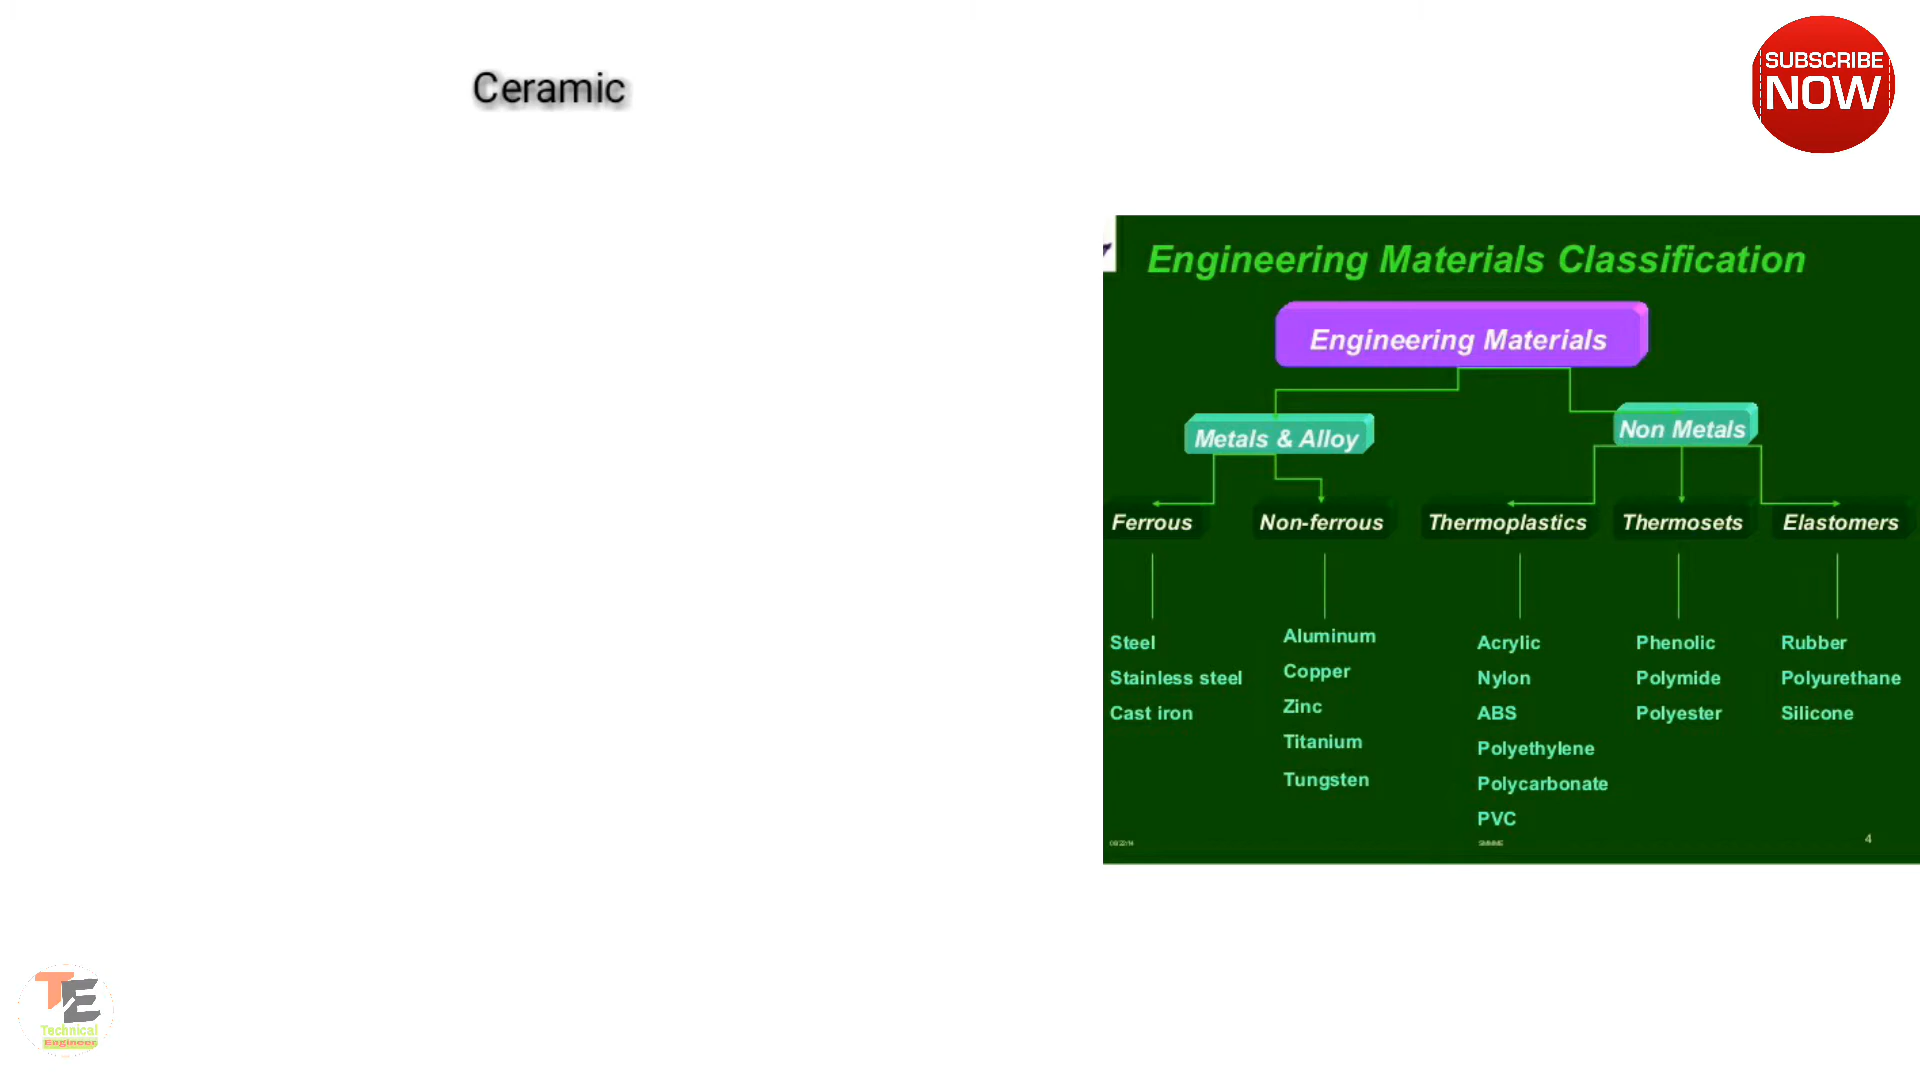 Ceramic
SUBSCRIBE
NOW
Engineering Materials Classification
Engineering Materials
Metals & Alloy
Non Metals
Ferrous
Non-ferrous
Thermoplastics
Thermosets
Elastomers
Steel
Stainless steel
Cast iron
Aluminum
Copper
Zinc
Titanium
Tungsten
Acrylic
Nylon
ABS
Polyethylene
Polycarbonate
PVC
Phenolic
Polymide
Polyester
Rubber
Polyurethane
Silicone
4
TE
Technical
Engineer